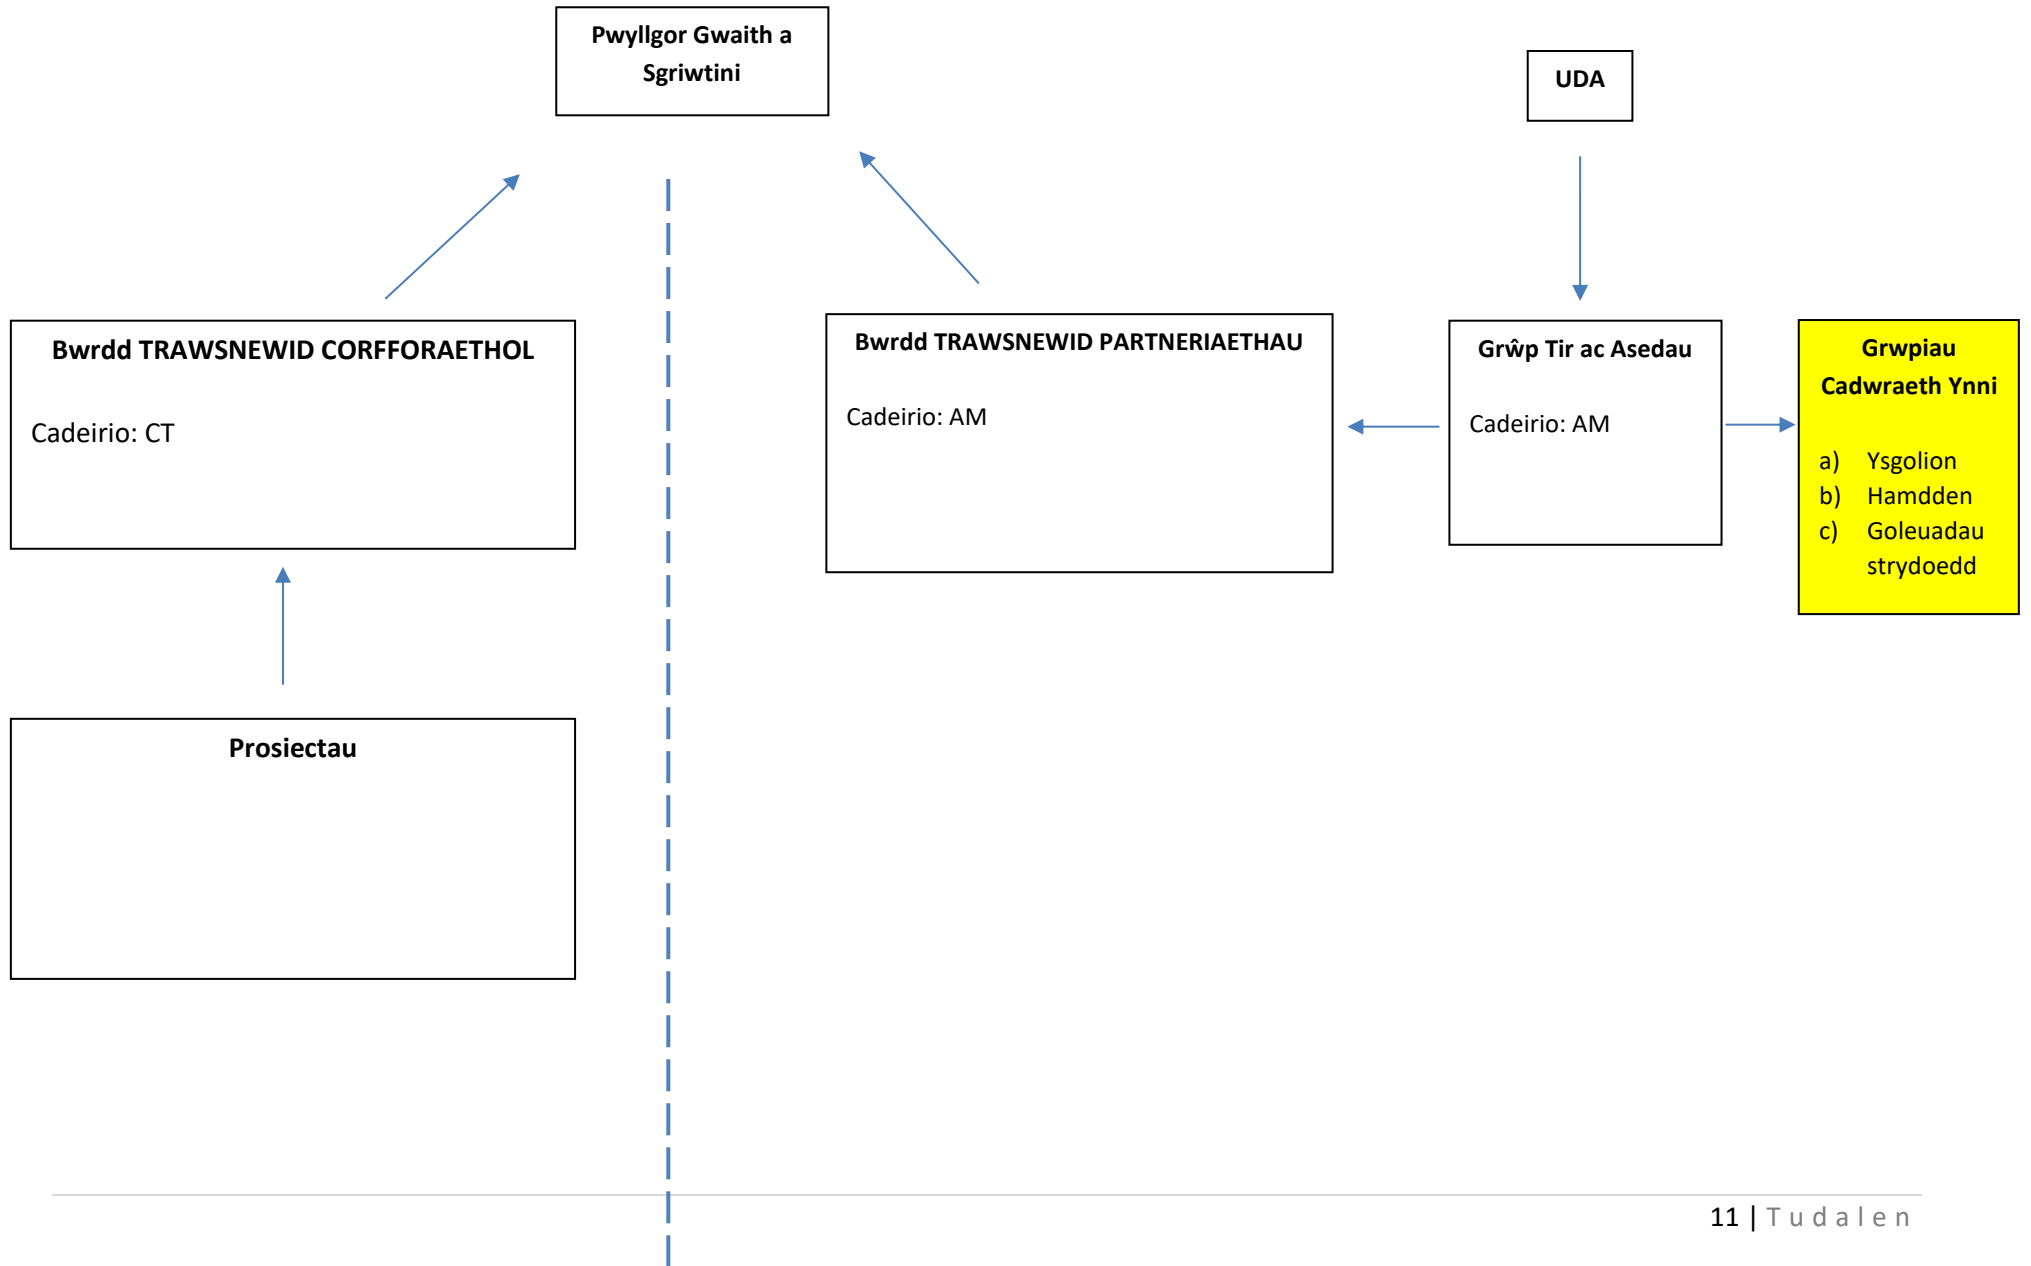 Pwyllgor Gwaith a
Sgriwtini
UDA
Bwrdd TRAWSNEWID CORFFORAETHOL
Cadeirio: CT
Bwrdd TRAWSNEWID PARTNERIAETHAU
Cadeirio: AM
Grŵp Tir ac Asedau
Cadeirio: AM
Grwpiau
Cadwraeth Ynni
a) Ysgolion
b) Hamdden
c) Goleuadau
strydoedd
Prosiectau
11 | Tudalen